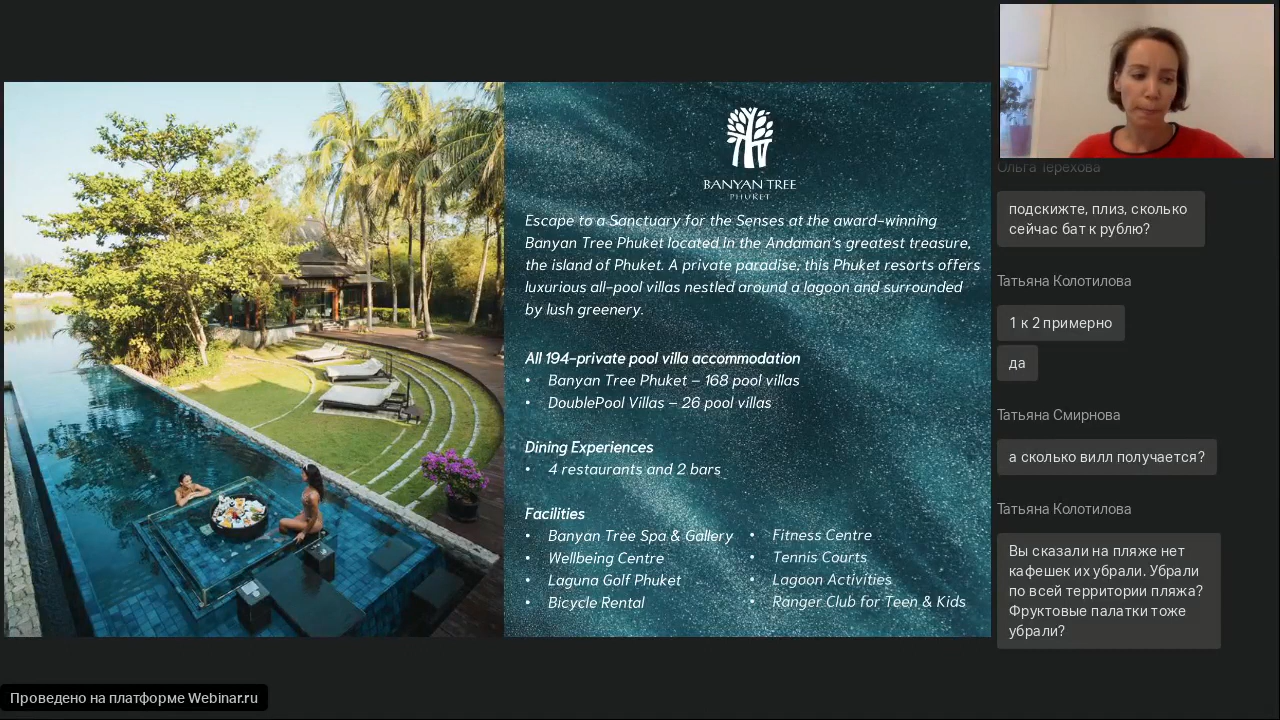 BANYAN TREE
PHUKET
Escape to a Sanctuary for the Senses at the award-winning
Banyan Tree Phuket located in the Andaman's greatest treasure,
the island of Phuket. A private paradise, this Phuket resorts offers
luxurious all-pool villas nestled around a lagoon and surrounded
by lush greenery.
All 194-private pool villa accommodation
• Banyan Tree Phuket – 168 pool villas
• DoublePool Villas – 26 pool villas
Dining Experiences
• 4 restaurants and 2 bars
Facilities
• Banyan Tree Spa & Gallery
• Wellbeing Centre
• Laguna Golf Phuket
• Bicycle Rental
• Fitness Centre
• Tennis Courts
• Lagoon Activities
• Ranger Club for Teen & Kids
Ольга Терехова
подскижте, плиз, сколько
сейчас бат к рублю?
Татьяна Колотилова
1 к 2 примерно
да
Татьяна Смирнова
а сколько вилл получается?
Татьяна Колотилова
Вы сказали на пляже нет
кафешек их убрали. Убрали
по всей территории пляжа?
Фруктовые палатки тоже
убрали?
Проведено на платформе Webinar.ru